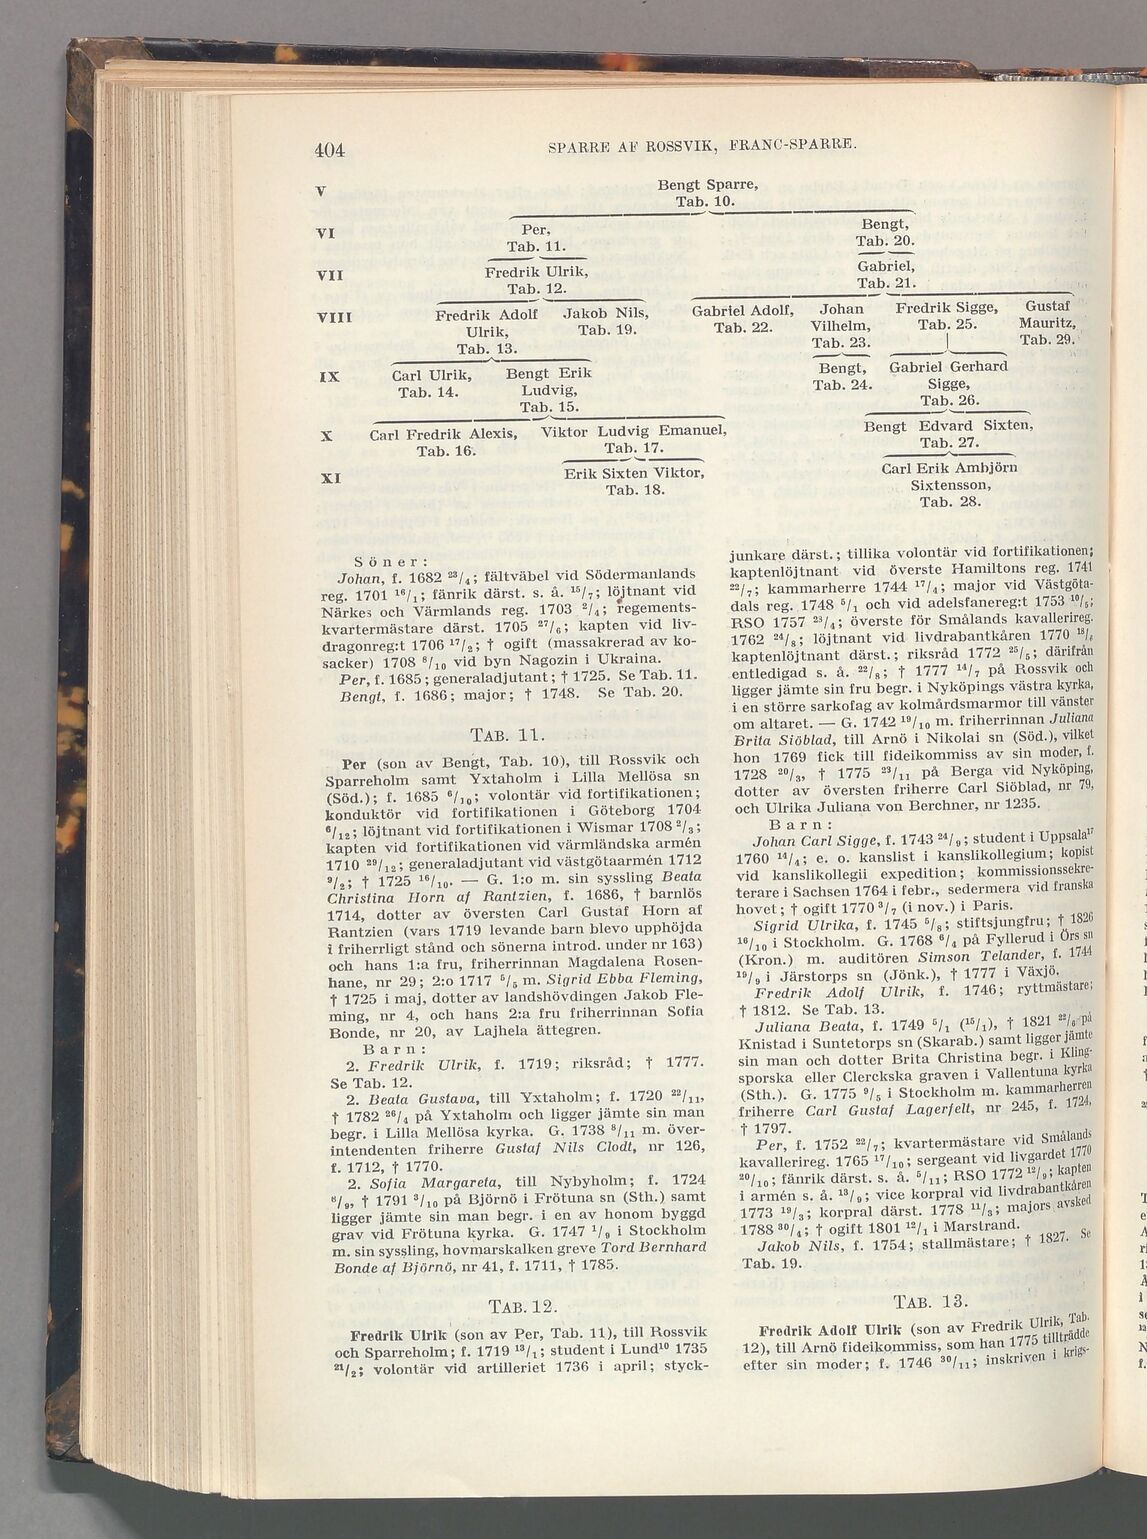 404
SPARRE AF ROSSVIK, FRANC-SPARRE.
V Bengt Sparre,
Tab. 10.
VI Per, Bengt,
Tab. 11. Tab. 20.
VII Fredrik Ulrik, Gabriel,
Tab. 12. Tab. 21.
VIII Fredrik Adolf Jakob Nils, Gabriel Adolf, Johan Fredrik Sigge, Gustaf
Ulrik, Tab. 19. Tab. 22. Vilhelm, Tab. 25. Mauritz,
Tab. 13. Tab. 23. Tab. 29.
IX Carl Ulrik, Bengt Erik Bengt, Gabriel Gerhard
Tab. 14. Ludvig, Tab. 24. Sigge,
Tab. 15. Tab. 26.
X Carl Fredrik Alexis, Viktor Ludvig Emanuel, Bengt Edvard Sixten,
Tab. 16. Tab. 17. Tab. 27.
XI Erik Sixten Viktor, Carl Erik Ambjörn
Tab. 18. Sixtensson,
Tab. 28.
Söner:
Johan, f. 1682 23/4; fältväbel vid Södermanlands
reg. 1701 16/1; fänrik därst. s. å. 15/7; löjtnant vid
Närkes och Värmlands reg. 1703 2/4; regements-
kvartermästare därst. 1705 27/6; kapten vid liv-
dragonreg:t 1706 17/2; † ogift (massakrerad av ko-
sacker) 1708 8/10 vid byn Nagozin i Ukraina.
Per, f. 1685; generaladjutant; † 1725. Se Tab. 11.
Bengt, f. 1686; major; † 1748. Se Tab. 20.
TAB. 11.
Per (son av Bengt, Tab. 10), till Rossvik och
Sparreholm samt Yxtaholm i Lilla Mellösa sn
(Söd.); f. 1685 6/10; volontär vid fortifikationen;
konduktör vid fortifikationen i Göteborg 1704
6/12; löjtnant vid fortifikationen i Wismar 1708 2/3;
kapten vid fortifikationen vid värmländska armén
1710 29/12; generaladjutant vid västgötaarmén 1712
9/2; † 1725 16/10. — G. 1:o m. sin syssling Beata
Christina Horn af Rantzien, f. 1686, † barnlös
1714, dotter av översten Carl Gustaf Horn af
Rantzien (vars 1719 levande barn blevo upphöjda
i friherrligt stånd och sönerna introd. under nr 163)
och hans 1:a fru, friherrinnan Magdalena Rosen-
hane, nr 29; 2:o 1717 5/5 m. Sigrid Ebba Fleming,
† 1725 i maj, dotter av landshövdingen Jakob Fle-
ming, nr 4, och hans 2:a fru friherrinnan Sofia
Bonde, nr 20, av Lajhela ättegren.
Barn:
2. Fredrik Ulrik, f. 1719; riksråd; † 1777.
Se Tab. 12.
2. Beata Gustava, till Yxtaholm; f. 1720 22/11,
† 1782 26/4 på Yxtaholm och ligger jämte sin man
begr. i Lilla Mellösa kyrka. G. 1738 8/11 m. över-
intendenten friherre Gustaf Nils Clodt, nr 126,
f. 1712, † 1770.
2. Sofia Margareta, till Nybyholm; f. 1724
8/9, † 1791 3/10 på Björnö i Frötuna sn (Sth.) samt
ligger jämte sin man begr. i en av honom byggd
grav vid Frötuna kyrka. G. 1747 1/9 i Stockholm
m. sin syssling, hovmarskalken greve Tord Bernhard
Bonde af Björnö, nr 41, f. 1711, † 1785.
TAB. 12.
Fredrik Ulrik (son av Per, Tab. 11), till Rossvik
och Sparreholm; f. 1719 13/1; student i Lund10 1735
21/2; volontär vid artilleriet 1736 i april; styck-
junkare därst.; tillika volontär vid fortifikationen;
kaptenlöjtnant vid överste Hamiltons reg. 1741
22/7; kammarherre 1744 17/4; major vid Västgöta-
dals reg. 1748 5/1 och vid adelsfanereg:t 1753 10/5;
RSO 1757 23/4; överste för Smålands kavallerireg.
1762 24/8; löjtnant vid livdrabantkåren 1770 18/6
kaptenlöjtnant därst.; riksråd 1772 25/5; därifrån
entledigad s. å. 22/8; † 1777 14/7 på Rossvik och
ligger jämte sin fru begr. i Nyköpings västra kyrka,
i en större sarkofag av kolmårdsmarmor till vänster
om altaret. — G. 1742 19/10 m. friherrinnan Juliana
Brita Siöblad, till Arnö i Nikolai sn (Söd.), vilket
hon 1769 fick till fideikommiss av sin moder, f.
1728 20/3, † 1775 23/11 på Berga vid Nyköping,
dotter av översten friherre Carl Siöblad, nr 79,
och Ulrika Juliana von Berchner, nr 1235.
Barn:
Johan Carl Sigge, f. 1743 24/9; student i Uppsala17
1760 14/4; e. o. kanslist i kanslikollegium; kopist
vid kanslikollegii expedition; kommissionssekre-
terare i Sachsen 1764 i febr., sedermera vid franska
hovet; † ogift 1770 3/7 (i nov.) i Paris.
Sigrid Ulrika, f. 1745 5/8; stiftsjungfru; † 1826
16/10 i Stockholm. G. 1768 6/4 på Fyllerud i Örs sn
(Kron.) m. auditören Simson Telander, f. 1744
19/9 i Järstorps sn (Jönk.), † 1777 i Växjö.
Fredrik Adolf Ulrik, f. 1746; ryttmästare;
† 1812. Se Tab. 13.
Juliana Beata, f. 1749 5/1 (15/1), † 1821 22/6 på
Knistad i Suntetorps sn (Skarab.) samt ligger jämte
sin man och dotter Brita Christina begr. i Kling-
sporska eller Clerckska graven i Vallentuna kyrka
(Sth.). G. 1775 9/5 i Stockholm m. kammarherren
friherre Carl Gustaf Lagerfelt, nr 245, f. 1724,
† 1797.
Per, f. 1752 22/7; kvartermästare vid Smålands
kavallerireg. 1765 17/10; sergeant vid livgardet 1770
20/10; fänrik därst. s. å. 5/11; RSO 1772 12/9; kapten
i armén s. å. 13/9; vice korpral vid livdrabantkåren
1773 19/3; korpral därst. 1778 11/3; majors avsked
1788 30/4; † ogift 1801 12/1 i Marstrand.
Jakob Nils, f. 1754; stallmästare; † 1827. Se
Tab. 19.
TAB. 13.
Fredrik Adolf Ulrik (son av Fredrik Ulrik, Tab.
12), till Arnö fideikommiss, som han 1775 tillträdde
efter sin moder; f. 1746 30/11; inskriven i krigs-